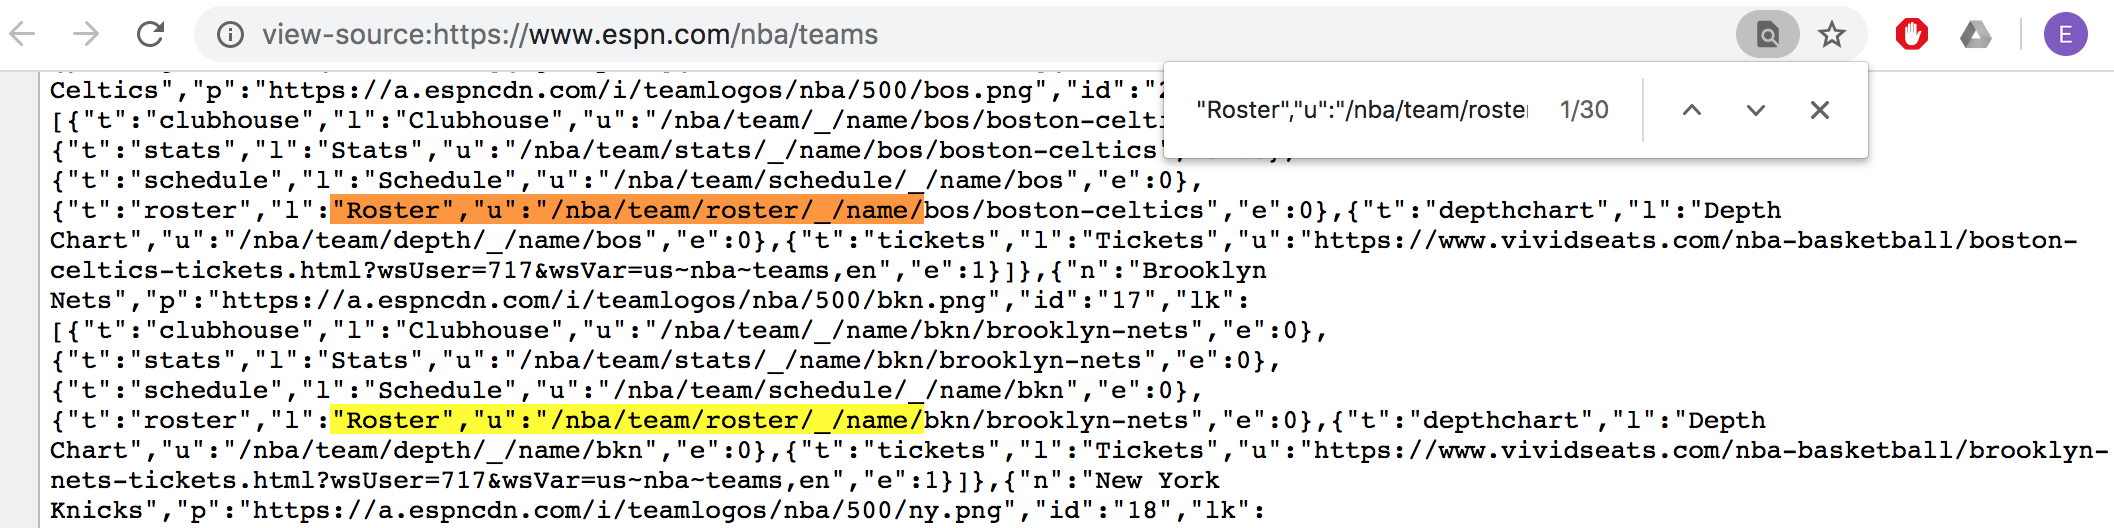 view-source:https://www.espn.com/nba/teams
E
"Roster","u":"/nba/team/roste
1/30
Celtics","p":"https://a.espncdn.com/i/teamlogos/nba/500/bos.png","id":"
[{"t":"clubhouse","l":"Clubhouse","u":"/nba/team/_/name/bos/boston-celti
{"t":"stats","l":"Stats","u":"/nba/team/stats/_/name/bos/boston-celtics
{"t":"schedule","l":"Schedule","u":"/nba/team/schedule/_/name/bos","e":0},
{"t":"roster","l":"Roster","u":"/nba/team/roster/_/name/bos/boston-celtics","e":0},{"t":"depthchart","l":"Depth
Chart","u":"/nba/team/depth/_/name/bos","e":0},{"t":"tickets","l":"Tickets","u":"https://www.vividseats.com/nba-basketball/boston-
celtics-tickets.html?wsUser=717&wsVar=us~nba~teams,en","e":1}]},{"n":"Brooklyn
Nets","p":"https://a.espncdn.com/i/teamlogos/nba/500/bkn.png","id":"17","lk":
[{"t":"clubhouse","l":"Clubhouse","u":"/nba/team/_/name/bkn/brooklyn-nets","e":0},
{"t":"stats","l":"Stats","u":"/nba/team/stats/_/name/bkn/brooklyn-nets","e":0},
{"t":"schedule","l":"Schedule","u":"/nba/team/schedule/_/name/bkn","e":0},
{"t":"roster","l":"Roster","u":"/nba/team/roster/_/name/bkn/brooklyn-nets","e":0},{"t":"depthchart","l":"Depth
Chart","u":"/nba/team/depth/_/name/bkn","e":0},{"t":"tickets","l":"Tickets","u":"https://www.vividseats.com/nba-basketball/brooklyn-
nets-tickets.html?wsUser=717&wsVar=us~nba~teams,en","e":1}]},{"n":"New York
Knicks","p":"https://a.espncdn.com/i/teamlogos/nba/500/ny.png","id":"18","lk":